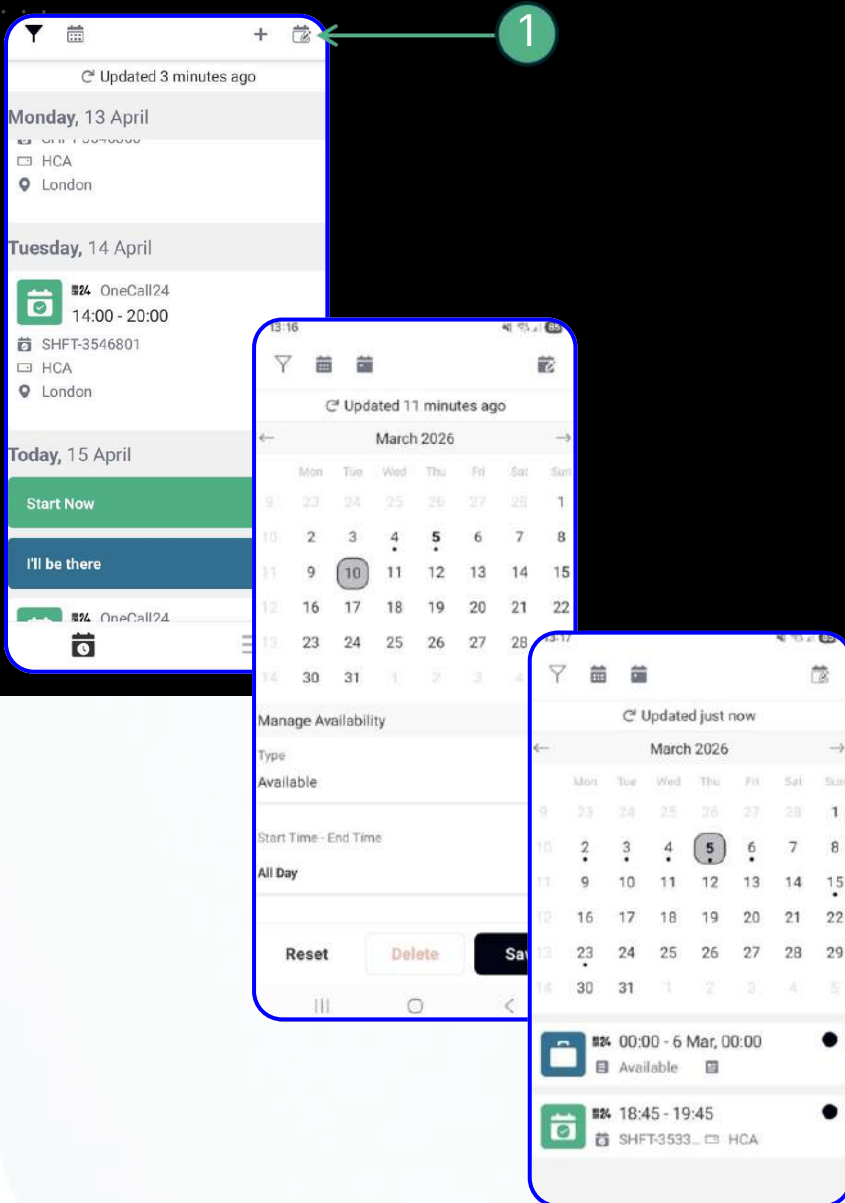 1
Updated 3 minutes ago
Monday, 13 April
HCA
London
Tuesday, 14 April
OneCall24
14:00 - 20:00
SHFT-3546801
HCA
London
Today, 15 April
Start Now
I'll be there
OneCall24
13:16
65
Updated 11 minutes ago
March 2026
Mon Tue Wed Thu Fri Sat Sun
9 23 24 25 26 27 28 1
10 2 3 4 5 6 7 8
11 9 10 11 12 13 14 15
12 16 17 18 19 20 21 22
13 23 24 25 26 27 28
14 30 31 1 2 3 4
Manage Availability
Type
Available
Start Time - End Time
All Day
Reset Delete
13:17
65
Updated just now
March 2026
Mon Tue Wed Thu Fri Sat Sun
9 23 24 25 26 27 28 1
10 2 3 4 5 6 7 8
11 9 10 11 12 13 14 15
12 16 17 18 19 20 21 22
13 23 24 25 26 27 28 29
14 30 31 1 2 3 4 5
00:00 - 6 Mar, 00:00
Available
18:45 - 19:45
SHFT-3533... HCA